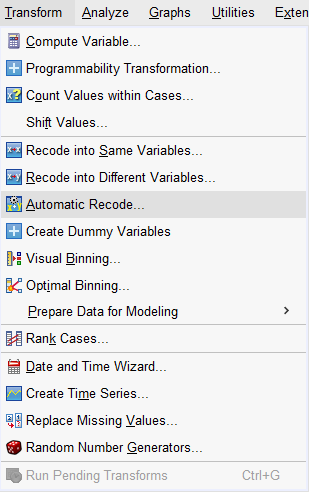 Transform Analyze Graphs Utilities Exten
Compute Variable...
Programmability Transformation...
Count Values within Cases...
Shift Values...
Recode into Same Variables...
Recode into Different Variables...
Automatic Recode...
Create Dummy Variables
Visual Binning...
Optimal Binning...
Prepare Data for Modeling
Rank Cases...
Date and Time Wizard...
Create Time Series...
Replace Missing Values...
Random Number Generators...
Run Pending Transforms Ctrl+G